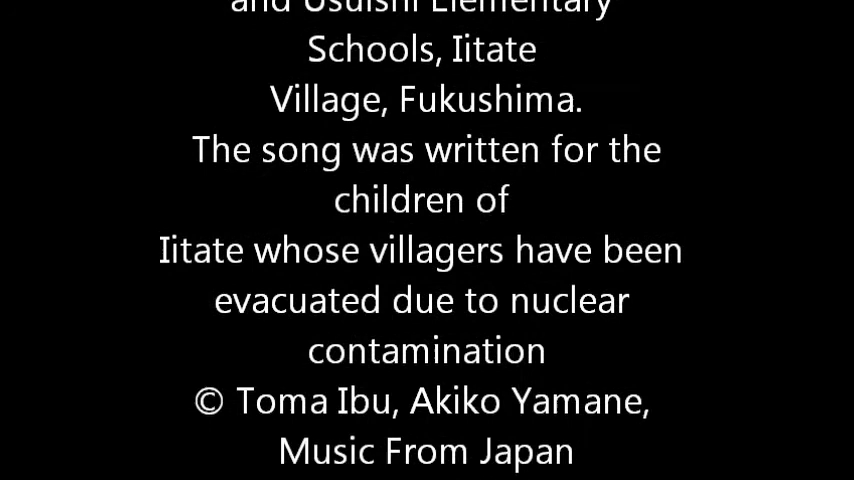 and Usuishi Elementary
Schools, Iitate
Village, Fukushima.
The song was written for the
children of
Iitate whose villagers have been
evacuated due to nuclear
contamination
© Toma Ibu, Akiko Yamane,
Music From Japan